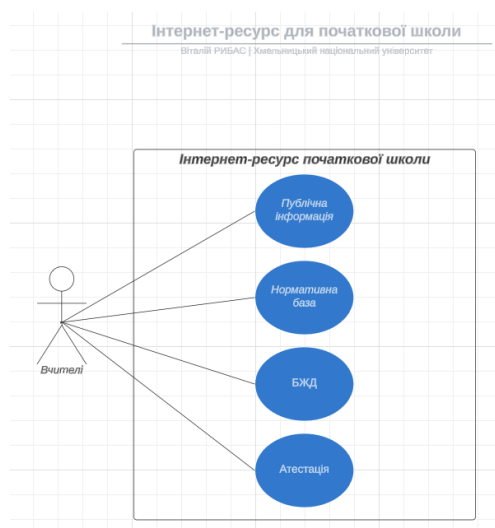 Інтернет-ресурс для початкової школи
Віталій РИБАС | Хмельницький національний університет
Інтернет-ресурс початкової школи
Публічна
інформація
Нормативна
база
Вчителі
БЖД
Атестація